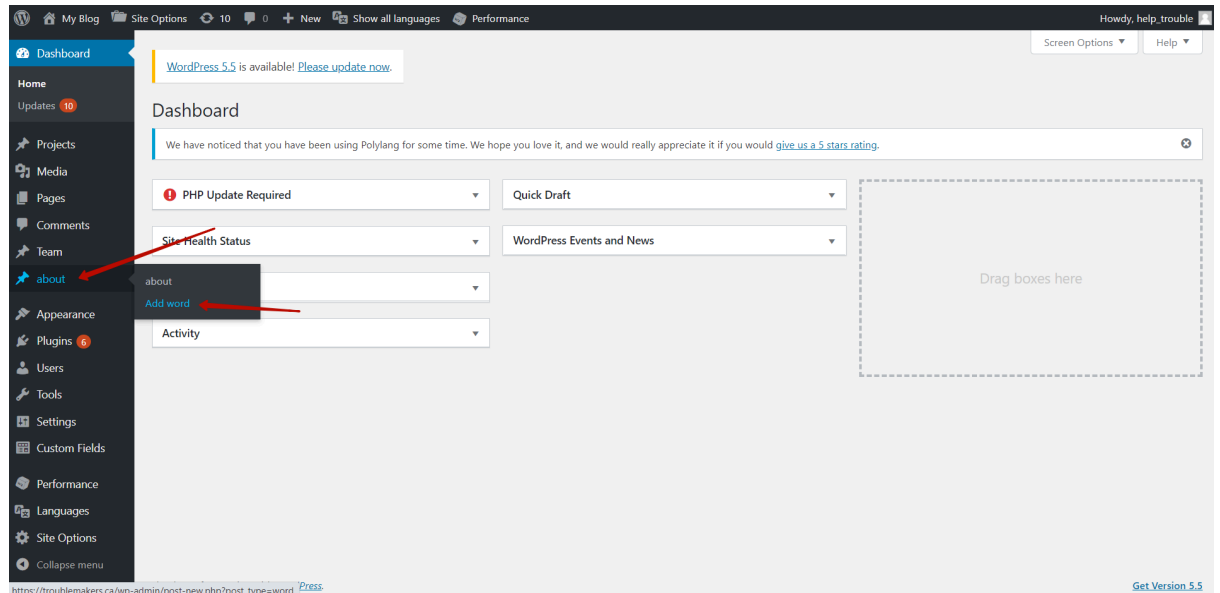 My Blog Site Options 10 0 New Show all languages Performance Howdy, help_trouble
Screen Options ▼ Help ▼
Dashboard
Home
Updates 10
Projects
Media
Pages
Comments
Team
about
Appearance
Plugins 6
Users
Tools
Settings
Custom Fields
Performance
Languages
Site Options
Collapse menu
about
Add word
WordPress 5.5 is available! Please update now.
Dashboard
We have noticed that you have been using Polylang for some time. We hope you love it, and we would really appreciate it if you would give us a 5 stars rating.
PHP Update Required
Site Health Status
Activity
Quick Draft
WordPress Events and News
Drag boxes here
https://troublemakers.ca/wp-admin/post-new.php?post_type=word
Press.
Get Version 5.5